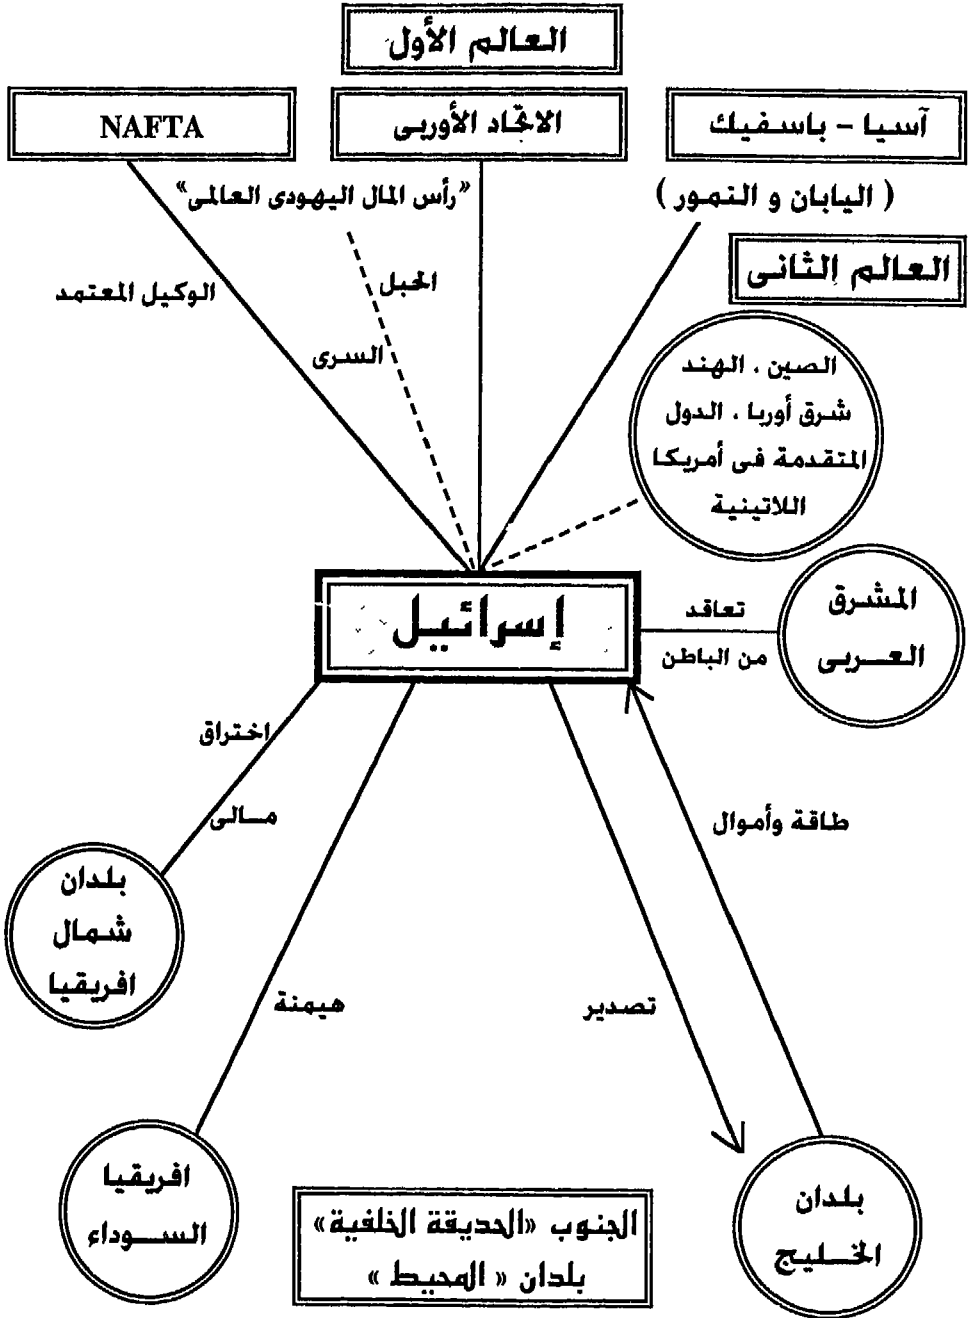 العالم الأول
آسيا - باسفيك
الاتحاد الأوربى
NAFTA
( اليابان و النمور )
«رأس المال اليهودى العالمى»
العالم الثانى
الحبل
السرى
الوكيل المعتمد
الصين ، الهند
شرق أوربا ، الدول
المتقدمة فى أمريكا
اللاتينية
إسرائيل
المشرق
العربى
تعاقد
من الباطن
اختراق
مالى
طاقة وأموال
بلدان
شمال
افريقيا
هيمنة
تصدير
افريقيا
السوداء
الجنوب «الحديقة الخلفية»
بلدان « المحيط »
بلدان
الخليج